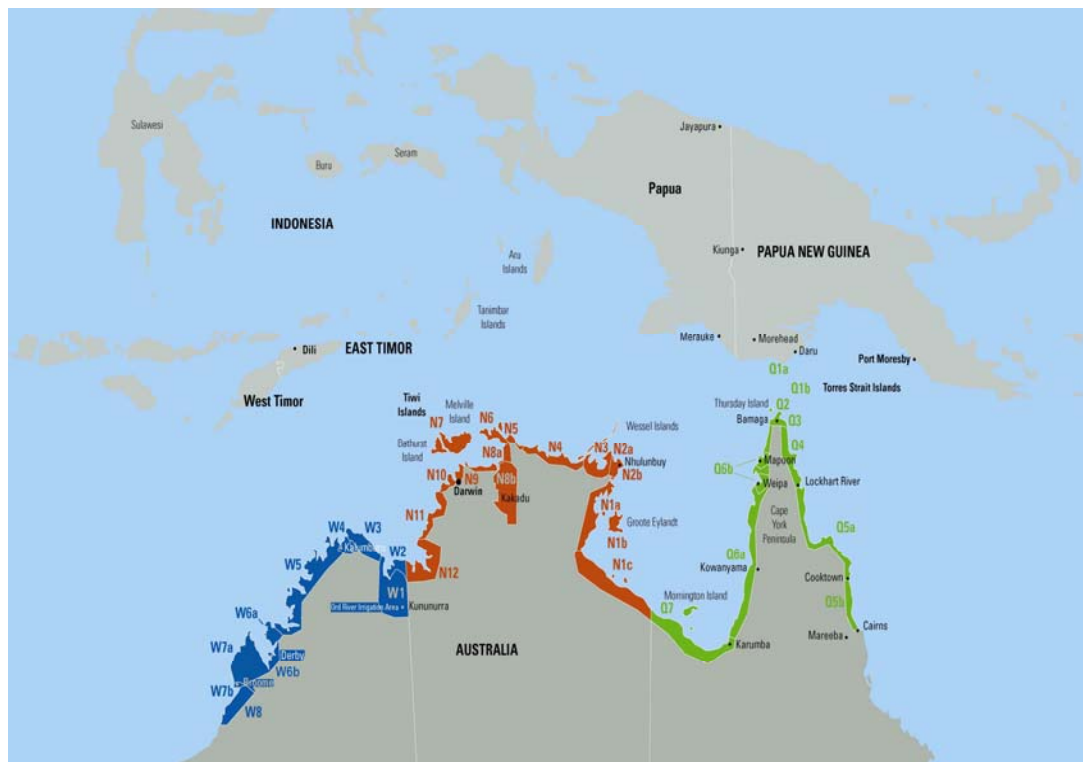 Sulawesi
Buru
Seram
INDONESIA
Jayapura
Papua
Kiunga
PAPUA NEW GUINEA
Aru
Islands
Tanimbar
Islands
Merauke
Morehead
Daru
Port Moresby
Dili
EAST TIMOR
West Timor
Q1a
Q1b
Torres Strait Islands
Thursday Island
Q2
Bamaga
Q3
Tiwi
Islands
Melville
Island
N7
N6
N5
Bathurst
Island
N8a
N4
Wessel Islands
N3
N2a
Nhulunbuy
N2b
Q4
Mapoon
Q6b
Weipa
Lockhart River
N10
N9
Darwin
N8b
Kakadu
N1a
Groote Eylandt
N1b
Cape
York
Peninsula
N11
W4
W3
Kalumburu
W2
N12
N1c
Q5a
Q6a
Kowanyama
Cooktown
W5
W1
Ord River Irrigation Area
Kununurra
Mornington Island
Q7
Q5b
W6a
Cairns
Mareeba
Karumba
W7a
Derby
W6b
AUSTRALIA
W7b
Broome
W8